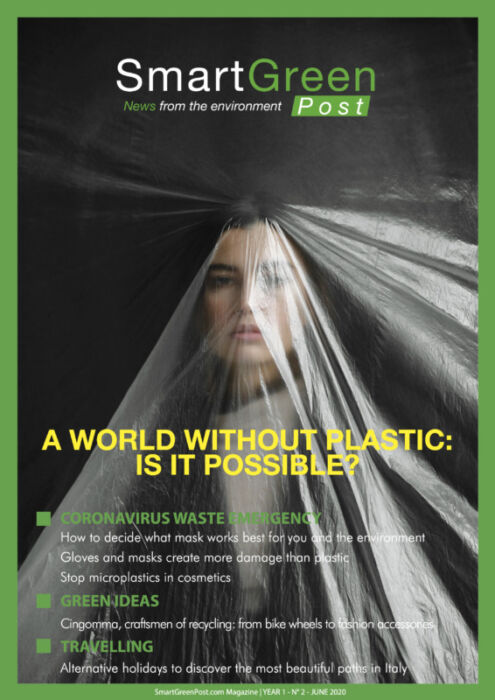 SmartGreen
News from the environment Post
A WORLD WITHOUT PLASTIC:
IS IT POSSIBLE?
CORONAVIRUS WASTE EMERGENCY
How to decide what mask works best for you and the environment
Gloves and masks create more damage than plastic
Stop microplastics in cosmetics
GREEN IDEAS
Cingomma, craftsmen of recycling: from bike wheels to fashion accessories
TRAVELLING
Alternative holidays to discover the most beautiful paths in Italy
SmartGreenPost.com Magazine | YEAR 1 - N° 2 - JUNE 2020